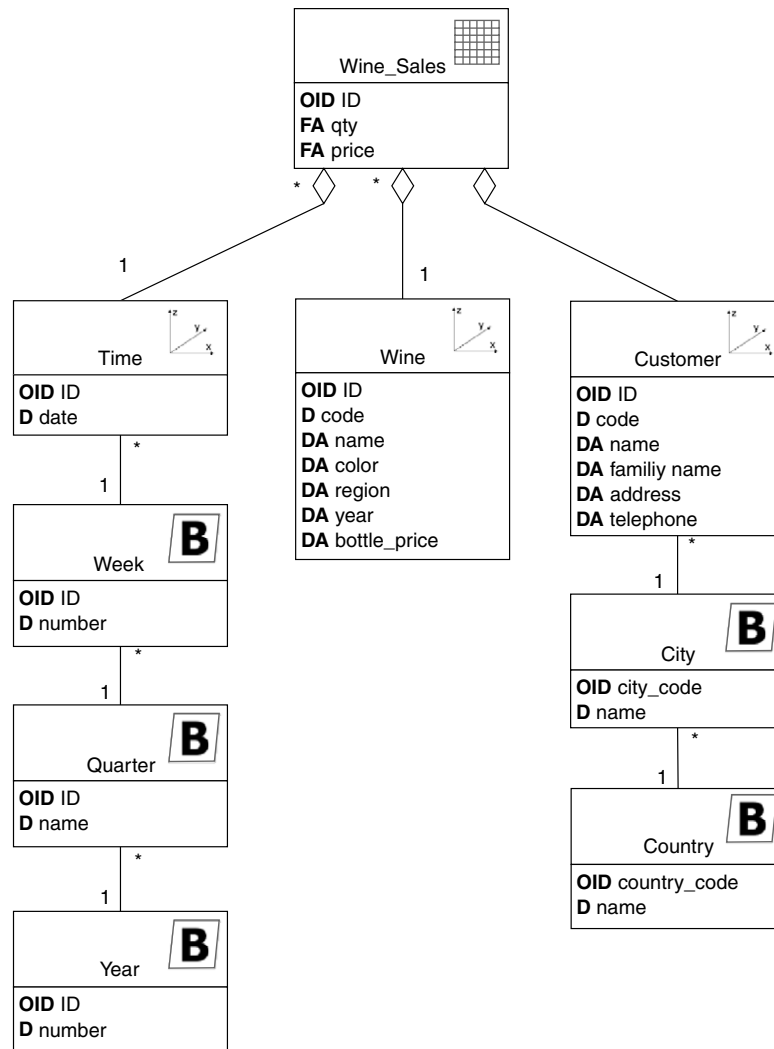 Wine_Sales
OID ID
FA qty
FA price
*
*
1
1
z
y
x
Time
OID ID
D date
z
y
x
Wine
OID ID
D code
DA name
DA color
DA region
DA year
DA bottle_price
z
y
x
Customer
OID ID
D code
DA name
DA familiy name
DA address
DA telephone
*
1
B
Week
OID ID
D number
*
1
B
Quarter
OID ID
D name
*
1
B
Year
OID ID
D number
*
1
B
City
OID city_code
D name
*
1
B
Country
OID country_code
D name